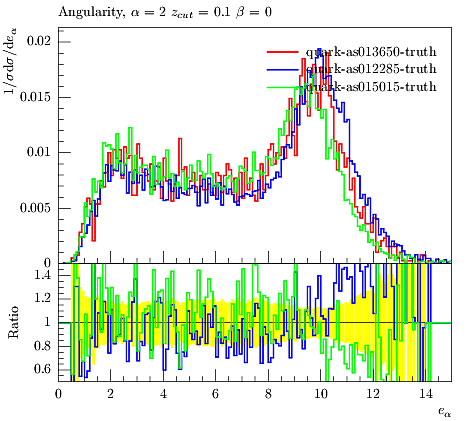 Angularity, α = 2 z_cut = 0.1 β = 0
1/σ dσ/de_α
quark-as013650-truth
quark-as012285-truth
quark-as015015-truth
0.02
0.015
0.01
0.005
0
Ratio
1.4
1.2
1
0.8
0.6
0 2 4 6 8 10 12 14
e_α